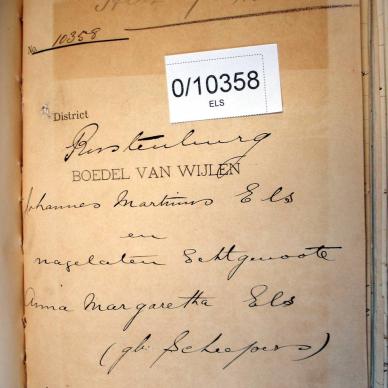 No. 10358
0/10358
ELS
District
Rustenburg
BOEDEL VAN WIJLEN
Johannes Martinus Els
en
nagelaten Echtgenoote
Anna Margaretha Els
(gb: Scheepers)